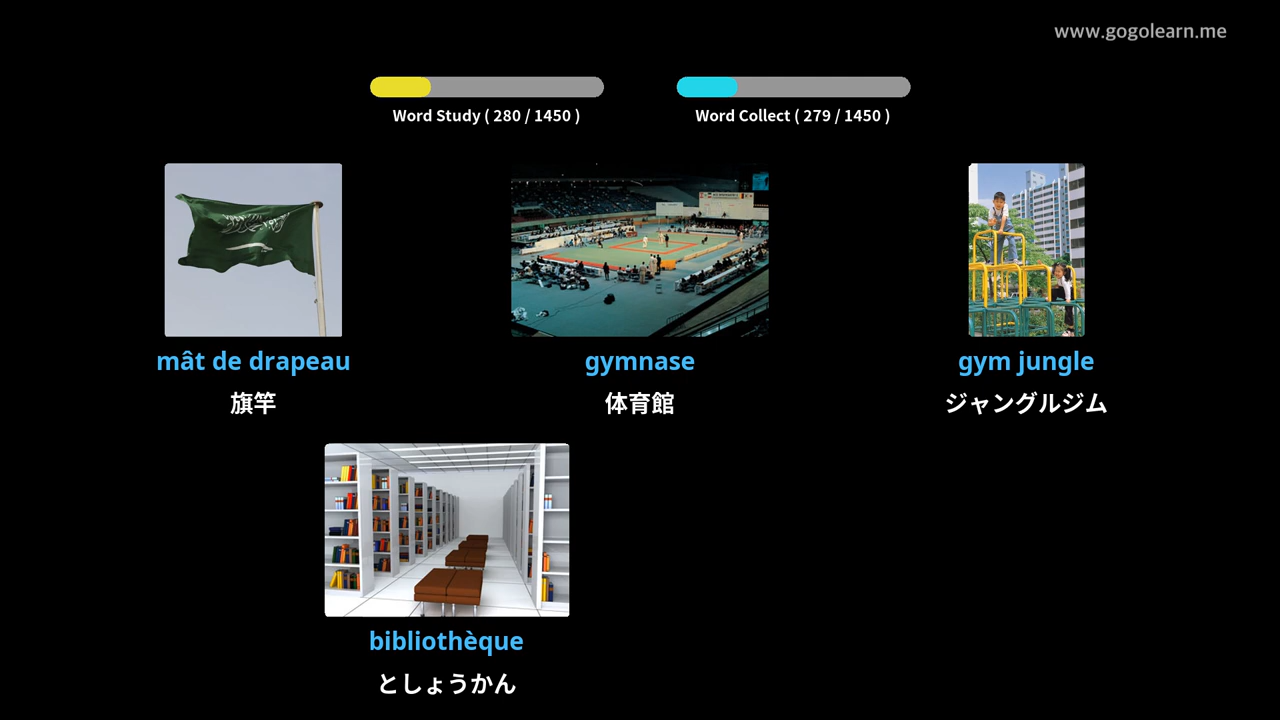 www.gogolearn.me
Word Study ( 280 / 1450 )
Word Collect ( 279 / 1450 )
mât de drapeau
gymnase
gym jungle
旗竿
体育館
ジャングルジム
bibliothèque
としょうかん